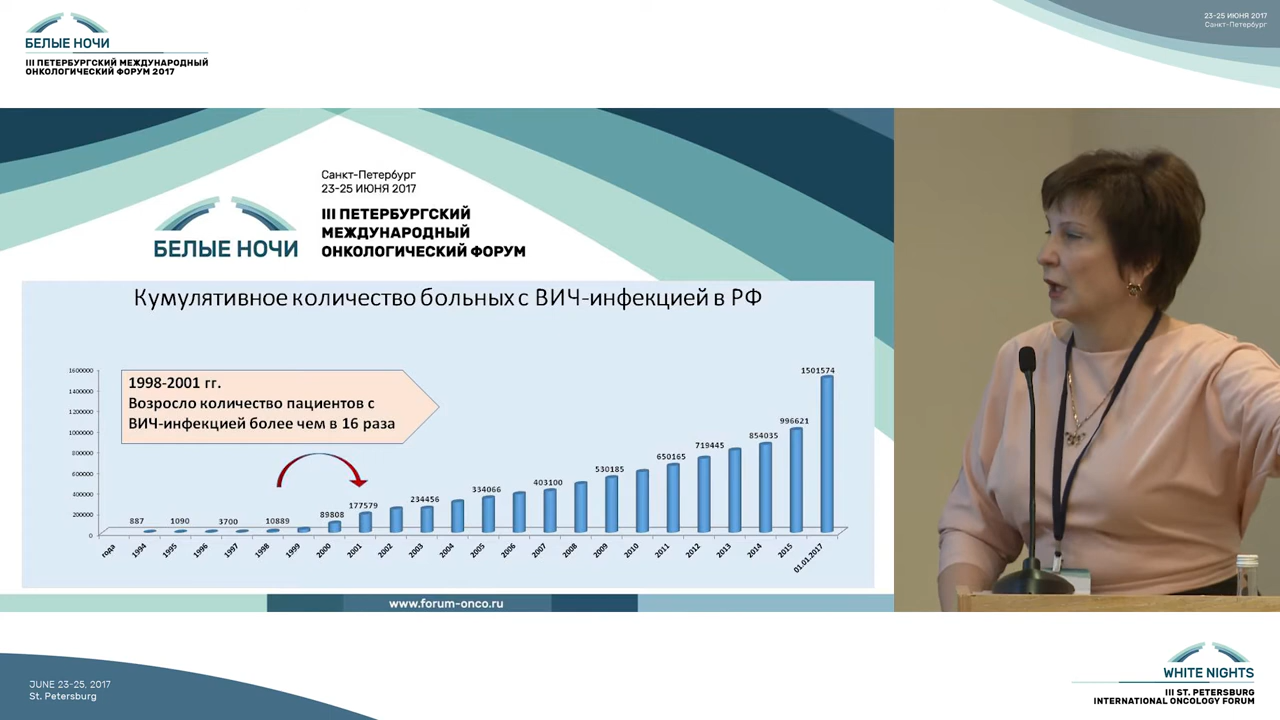 БЕЛЫЕ НОЧИ
III ПЕТЕРБУРГСКИЙ МЕЖДУНАРОДНЫЙ
ОНКОЛОГИЧЕСКИЙ ФОРУМ 2017
23-25 ИЮНЯ 2017
Санкт-Петербург
Санкт-Петербург
23-25 ИЮНЯ 2017
БЕЛЫЕ НОЧИ
III ПЕТЕРБУРГСКИЙ
МЕЖДУНАРОДНЫЙ
ОНКОЛОГИЧЕСКИЙ ФОРУМ
Кумулятивное количество больных с ВИЧ-инфекцией в РФ
1998-2001 гг.
Возросло количество пациентов с
ВИЧ-инфекцией более чем в 16 раза
1600000
1400000
1200000
1000000
800000
600000
400000
200000
0
887
1090
3700
10889
89808
177579
234456
334066
403100
530185
650165
719445
854035
996621
1501574
года
1994
1995
1996
1997
1998
1999
2000
2001
2002
2003
2004
2005
2006
2007
2008
2009
2010
2011
2012
2013
2014
2015
01.01.2017
www.forum-onco.ru
JUNE 23-25, 2017
St. Petersburg
WHITE NIGHTS
III ST. PETERSBURG
INTERNATIONAL ONCOLOGY FORUM